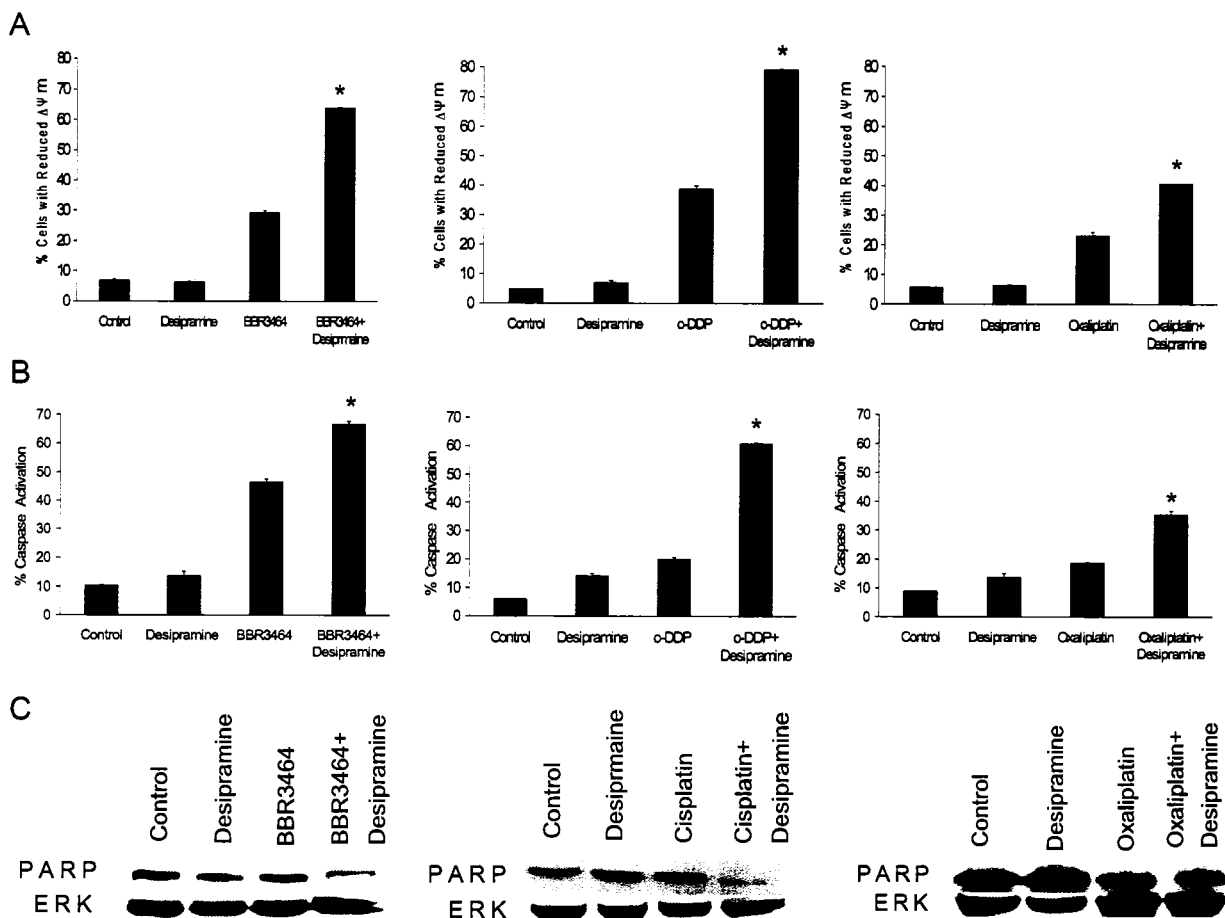 A
% Cells with Reduced ΔΨ m
80
70
60
50
40
30
20
10
0
*
Control
Desipramine
BBR3464
BBR3464+
Desiprmaine
% Cells with Reduced ΔΨ m
80
70
60
50
40
30
20
10
0
*
Control
Desipramine
c-DDP
c-DDP+
Desipramine
% Cells with Reduced ΔΨ m
80
70
60
50
40
30
20
10
0
*
Control
Desipramine
Oxaliplatin
Oxaliplatin+
Desipramine
B
% Caspase Activation
70
60
50
40
30
20
10
0
*
Control
Desipramine
BBR3464
BBR3464+
Desipramine
% Caspase Activation
70
60
50
40
30
20
10
0
*
Control
Desipramine
c-DDP
c-DDP+
Desipramine
% Caspase Activation
70
60
50
40
30
20
10
0
*
Control
Desipramine
Oxaliplatin
Oxaliplatin+
Desipramine
C
Control
Desipramine
BBR3464
BBR3464+
Desipramine
PARP
ERK
Control
Desiprmaine
Cisplatin
Cisplatin+
Desipramine
PARP
ERK
Control
Desipramine
Oxaliplatin
Oxaliplatin+
Desipramine
PARP
ERK